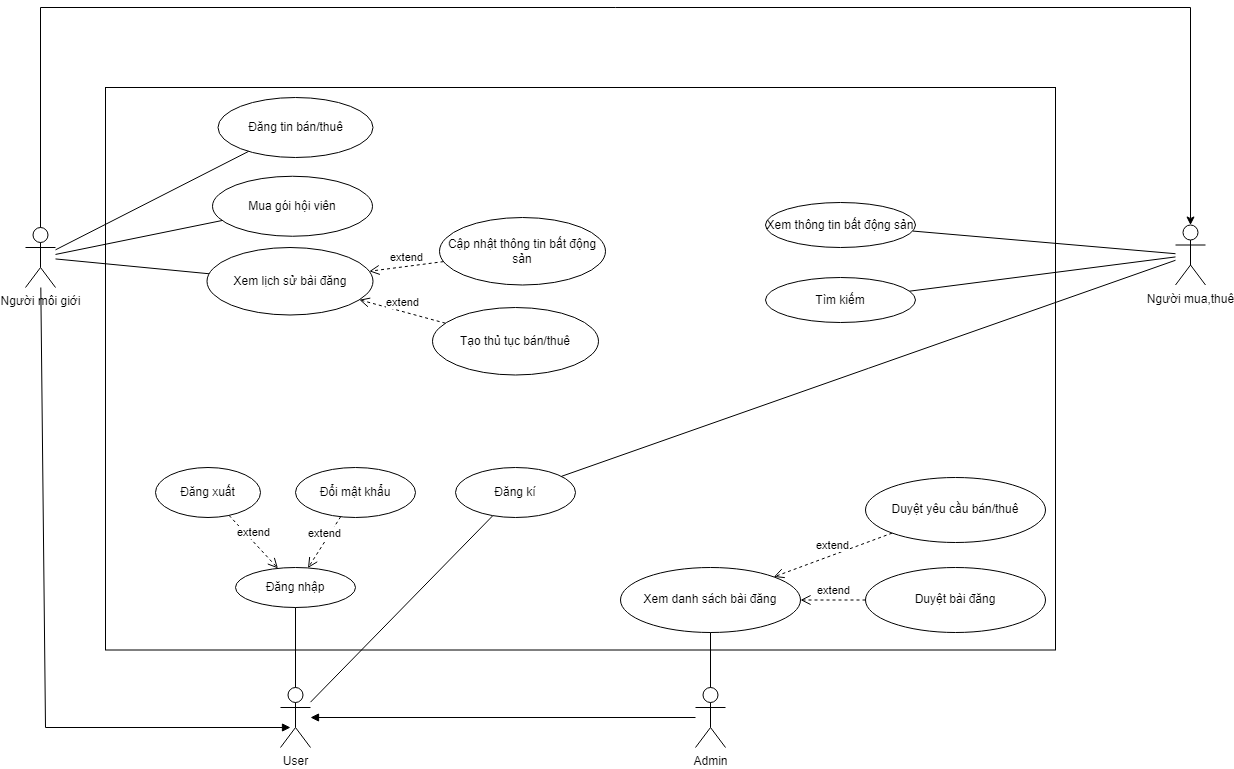 Đăng tin bán/thuê
Mua gói hội viên
Xem lịch sử bài đăng
extend
Cập nhật thông tin bất động
sản
extend
Tạo thủ tục bán/thuê
Người môi giới
Xem thông tin bất động sản
Tìm kiếm
Người mua,thuê
Đăng xuất
Đổi mật khẩu
Đăng kí
extend
extend
Đăng nhập
Duyệt yêu cầu bán/thuê
extend
Xem danh sách bài đăng
extend
Duyệt bài đăng
User
Admin